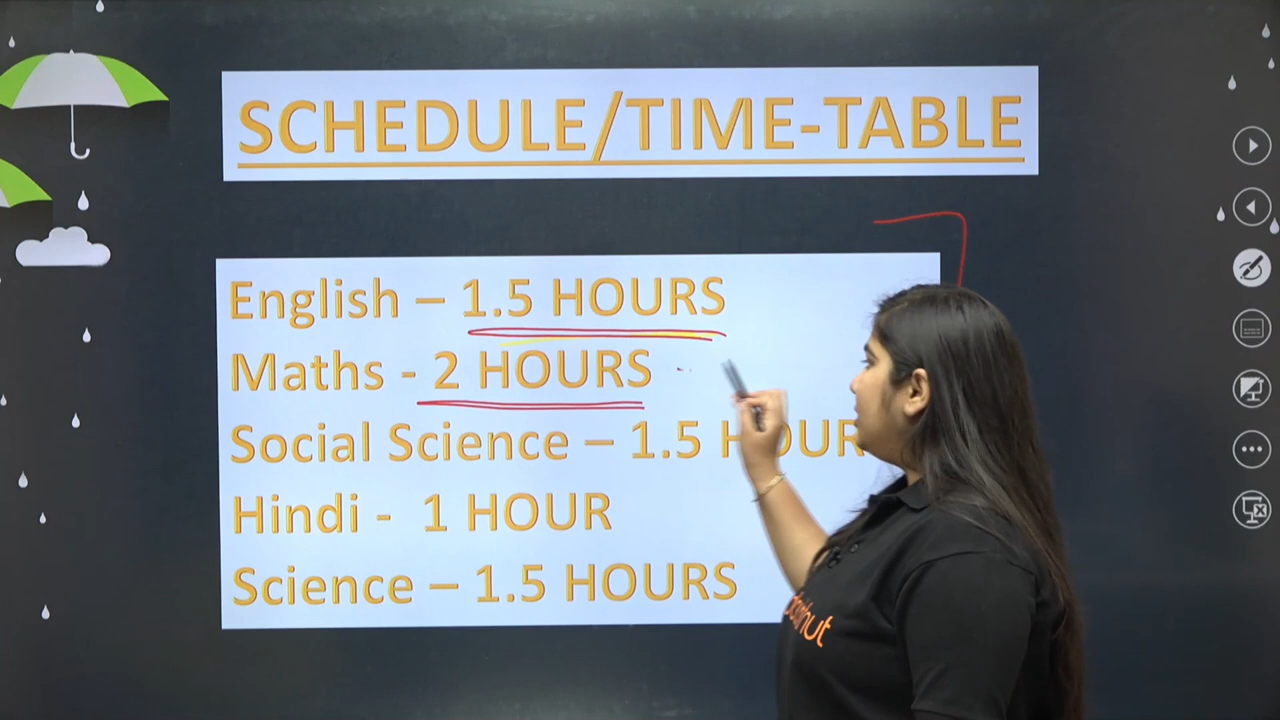 SCHEDULE/TIME-TABLE
English – 1.5 HOURS
Maths - 2 HOURS
Social Science – 1.5 HOUR
Hindi - 1 HOUR
Science – 1.5 HOURS